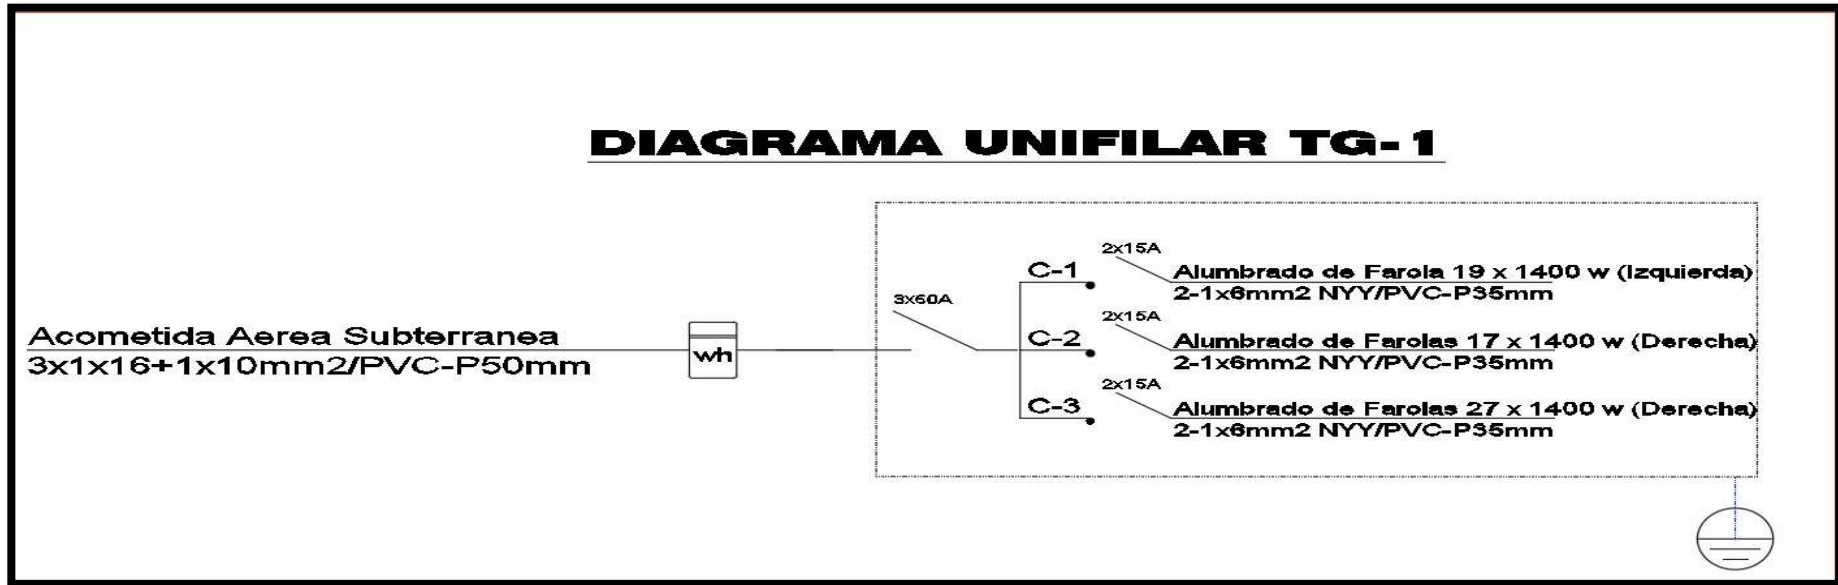 DIAGRAMA UNIFILAR TG-1
Acometida Aerea Subterranea
3x1x16+1x10mm2/PVC-P50mm
wh
3x60A
C-1
2x15A
Alumbrado de Farola 19 x 1400 w (Izquierda)
2-1x6mm2 NYY/PVC-P35mm
C-2
2x15A
Alumbrado de Farolas 17 x 1400 w (Derecha)
2-1x6mm2 NYY/PVC-P35mm
C-3
2x15A
Alumbrado de Farolas 27 x 1400 w (Derecha)
2-1x6mm2 NYY/PVC-P35mm